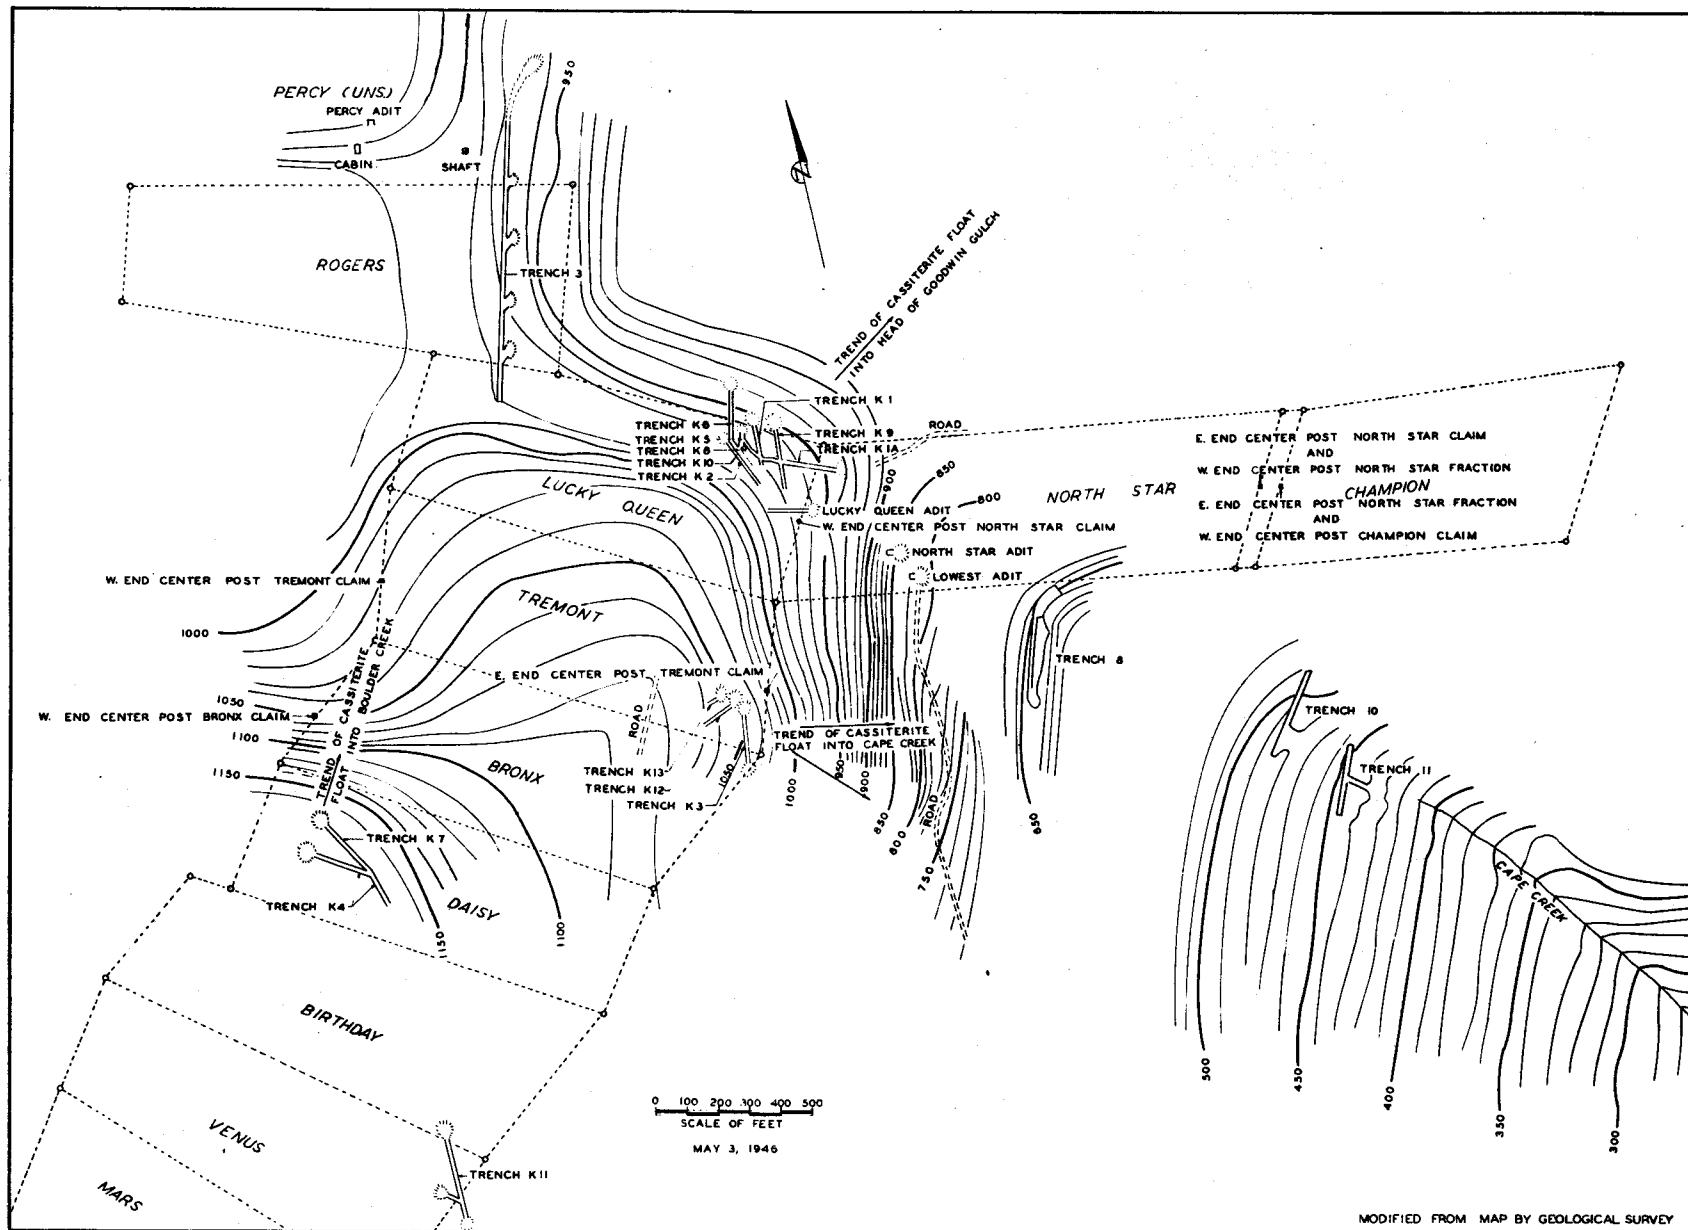 PERCY (UNS.)
PERCY ADIT
CABIN
SHAFT
950
ROGERS
TRENCH 3
N
TREND OF CASSITERITE FLOAT
INTO HEAD OF GOODWIN GULCH
TRENCH K 1
TRENCH K6
TRENCH K 5
TRENCH K8
TRENCH K10
TRENCH K 2
TRENCH K 9
TRENCH K1A
ROAD
850
900
800
LUCKY
QUEEN
LUCKY QUEEN ADIT
W. END CENTER POST NORTH STAR CLAIM
NORTH STAR
CHAMPION
E. END CENTER POST NORTH STAR CLAIM
AND
W. END CENTER POST NORTH STAR FRACTION
E. END CENTER POST NORTH STAR FRACTION
AND
W. END CENTER POST CHAMPION CLAIM
NORTH STAR ADIT
LOWEST ADIT
W. END CENTER POST TREMONT CLAIM
TREMONT
1000
E. END CENTER POST TREMONT CLAIM
TRENCH 8
1050
W. END CENTER POST BRONX CLAIM
1100
1150
TREND OF CASSITERITE
FLOAT INTO BOULDER CREEK
ROAD
BRONX
TREND OF CASSITERITE
FLOAT INTO CAPE CREEK
TRENCH K13
TRENCH K12
TRENCH K3
1050
1000
950
900
850
800
ROAD
750
650
TRENCH 10
TRENCH 11
CAPE CREEK
TRENCH K 7
TRENCH K4
DAISY
1150
1100
BIRTHDAY
VENUS
MARS
TRENCH K11
0 100 200 300 400 500
SCALE OF FEET
MAY 3, 1946
500
450
400
350
300
MODIFIED FROM MAP BY GEOLOGICAL SURVEY